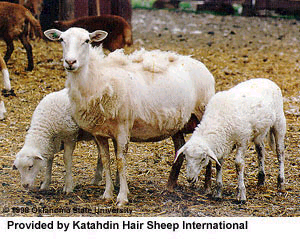 © 1998 Oklahoma State University
Provided by Katahdin Hair Sheep International